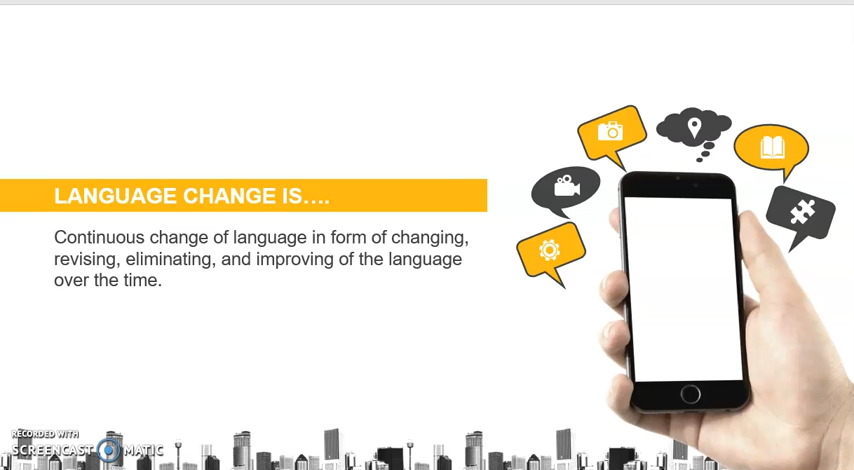 LANGUAGE CHANGE IS….
Continuous change of language in form of changing,
revising, eliminating, and improving of the language
over the time.
RECORDED WITH
SCREENCAST MATIC